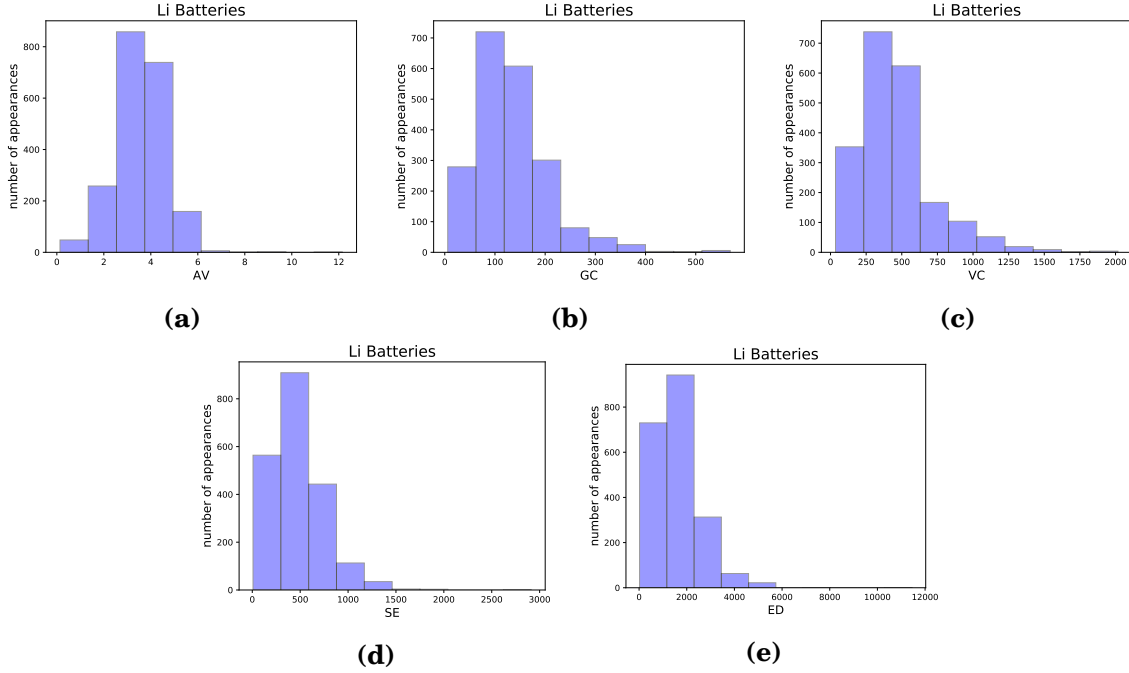 Li Batteries
number of appearances
800
600
400
200
0
0 2 4 6 8 10 12
AV
(a)
Li Batteries
number of appearances
700
600
500
400
300
200
100
0
0 100 200 300 400 500
GC
(b)
Li Batteries
number of appearances
700
600
500
400
300
200
100
0
0 250 500 750 1000 1250 1500 1750 2000
VC
(c)
Li Batteries
number of appearances
800
600
400
200
0
0 500 1000 1500 2000 2500 3000
SE
(d)
Li Batteries
number of appearances
800
600
400
200
0
0 2000 4000 6000 8000 10000 12000
ED
(e)